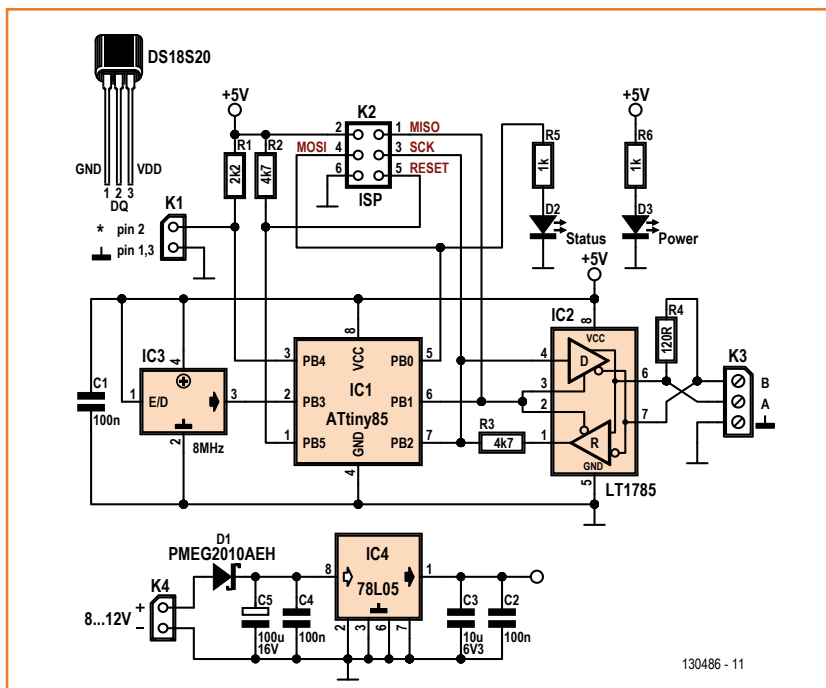 DS18S20
GND
VDD
1 2 3
DQ
* pin 2
pin 1,3
K1
+5V
R1
2k2
R2
4k7
K2
2
1
MISO
MOSI
4
3
SCK
6
5
RESET
ISP
+5V
R5
1k
R6
1k
D2
Status
D3
Power
+5V
C1
100n
IC3
4
1
E/D
3
2
8MHz
8
VCC
3
PB4
PB0
5
IC1
2
PB3
PB1
6
ATtiny85
1
PB5
PB2
7
GND
4
R3
4k7
IC2
8
VCC
4
D
3
2
1
R
6
7
GND
5
LT1785
R4
120R
K3
B
A
D1
PMEG2010AEH
K4
+
–
8...12V
C5
100u
16V
C4
100n
IC4
8
1
78L05
2
3
6
7
C3
10u
6V3
C2
100n
130486 - 11